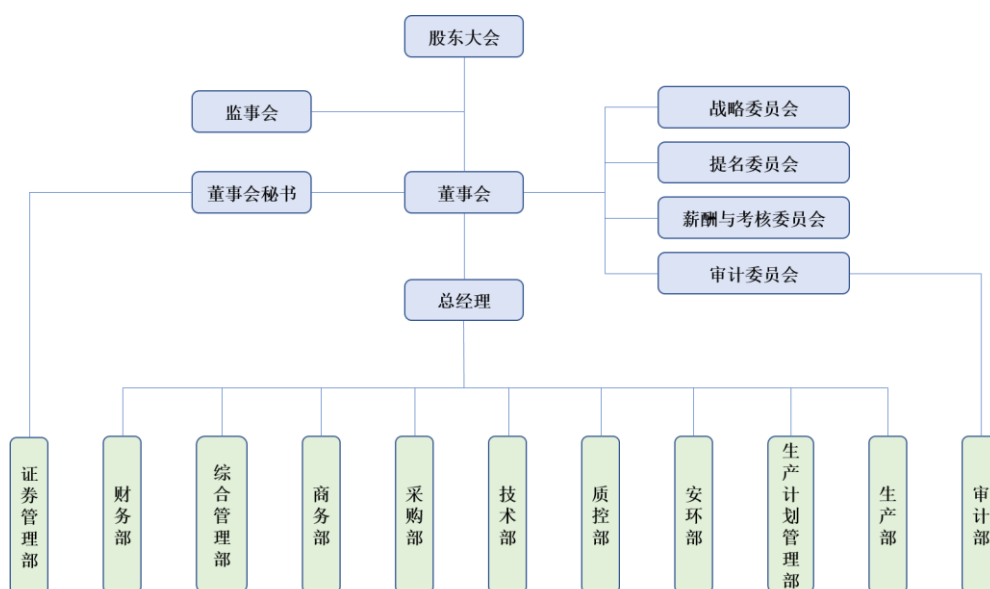 股东大会
监事会
战略委员会
提名委员会
董事会秘书
董事会
薪酬与考核委员会
审计委员会
总经理
证券管理部
财务部
综合管理部
商务部
采购部
技术部
质控部
安环部
生产计划管理部
生产部
审计部